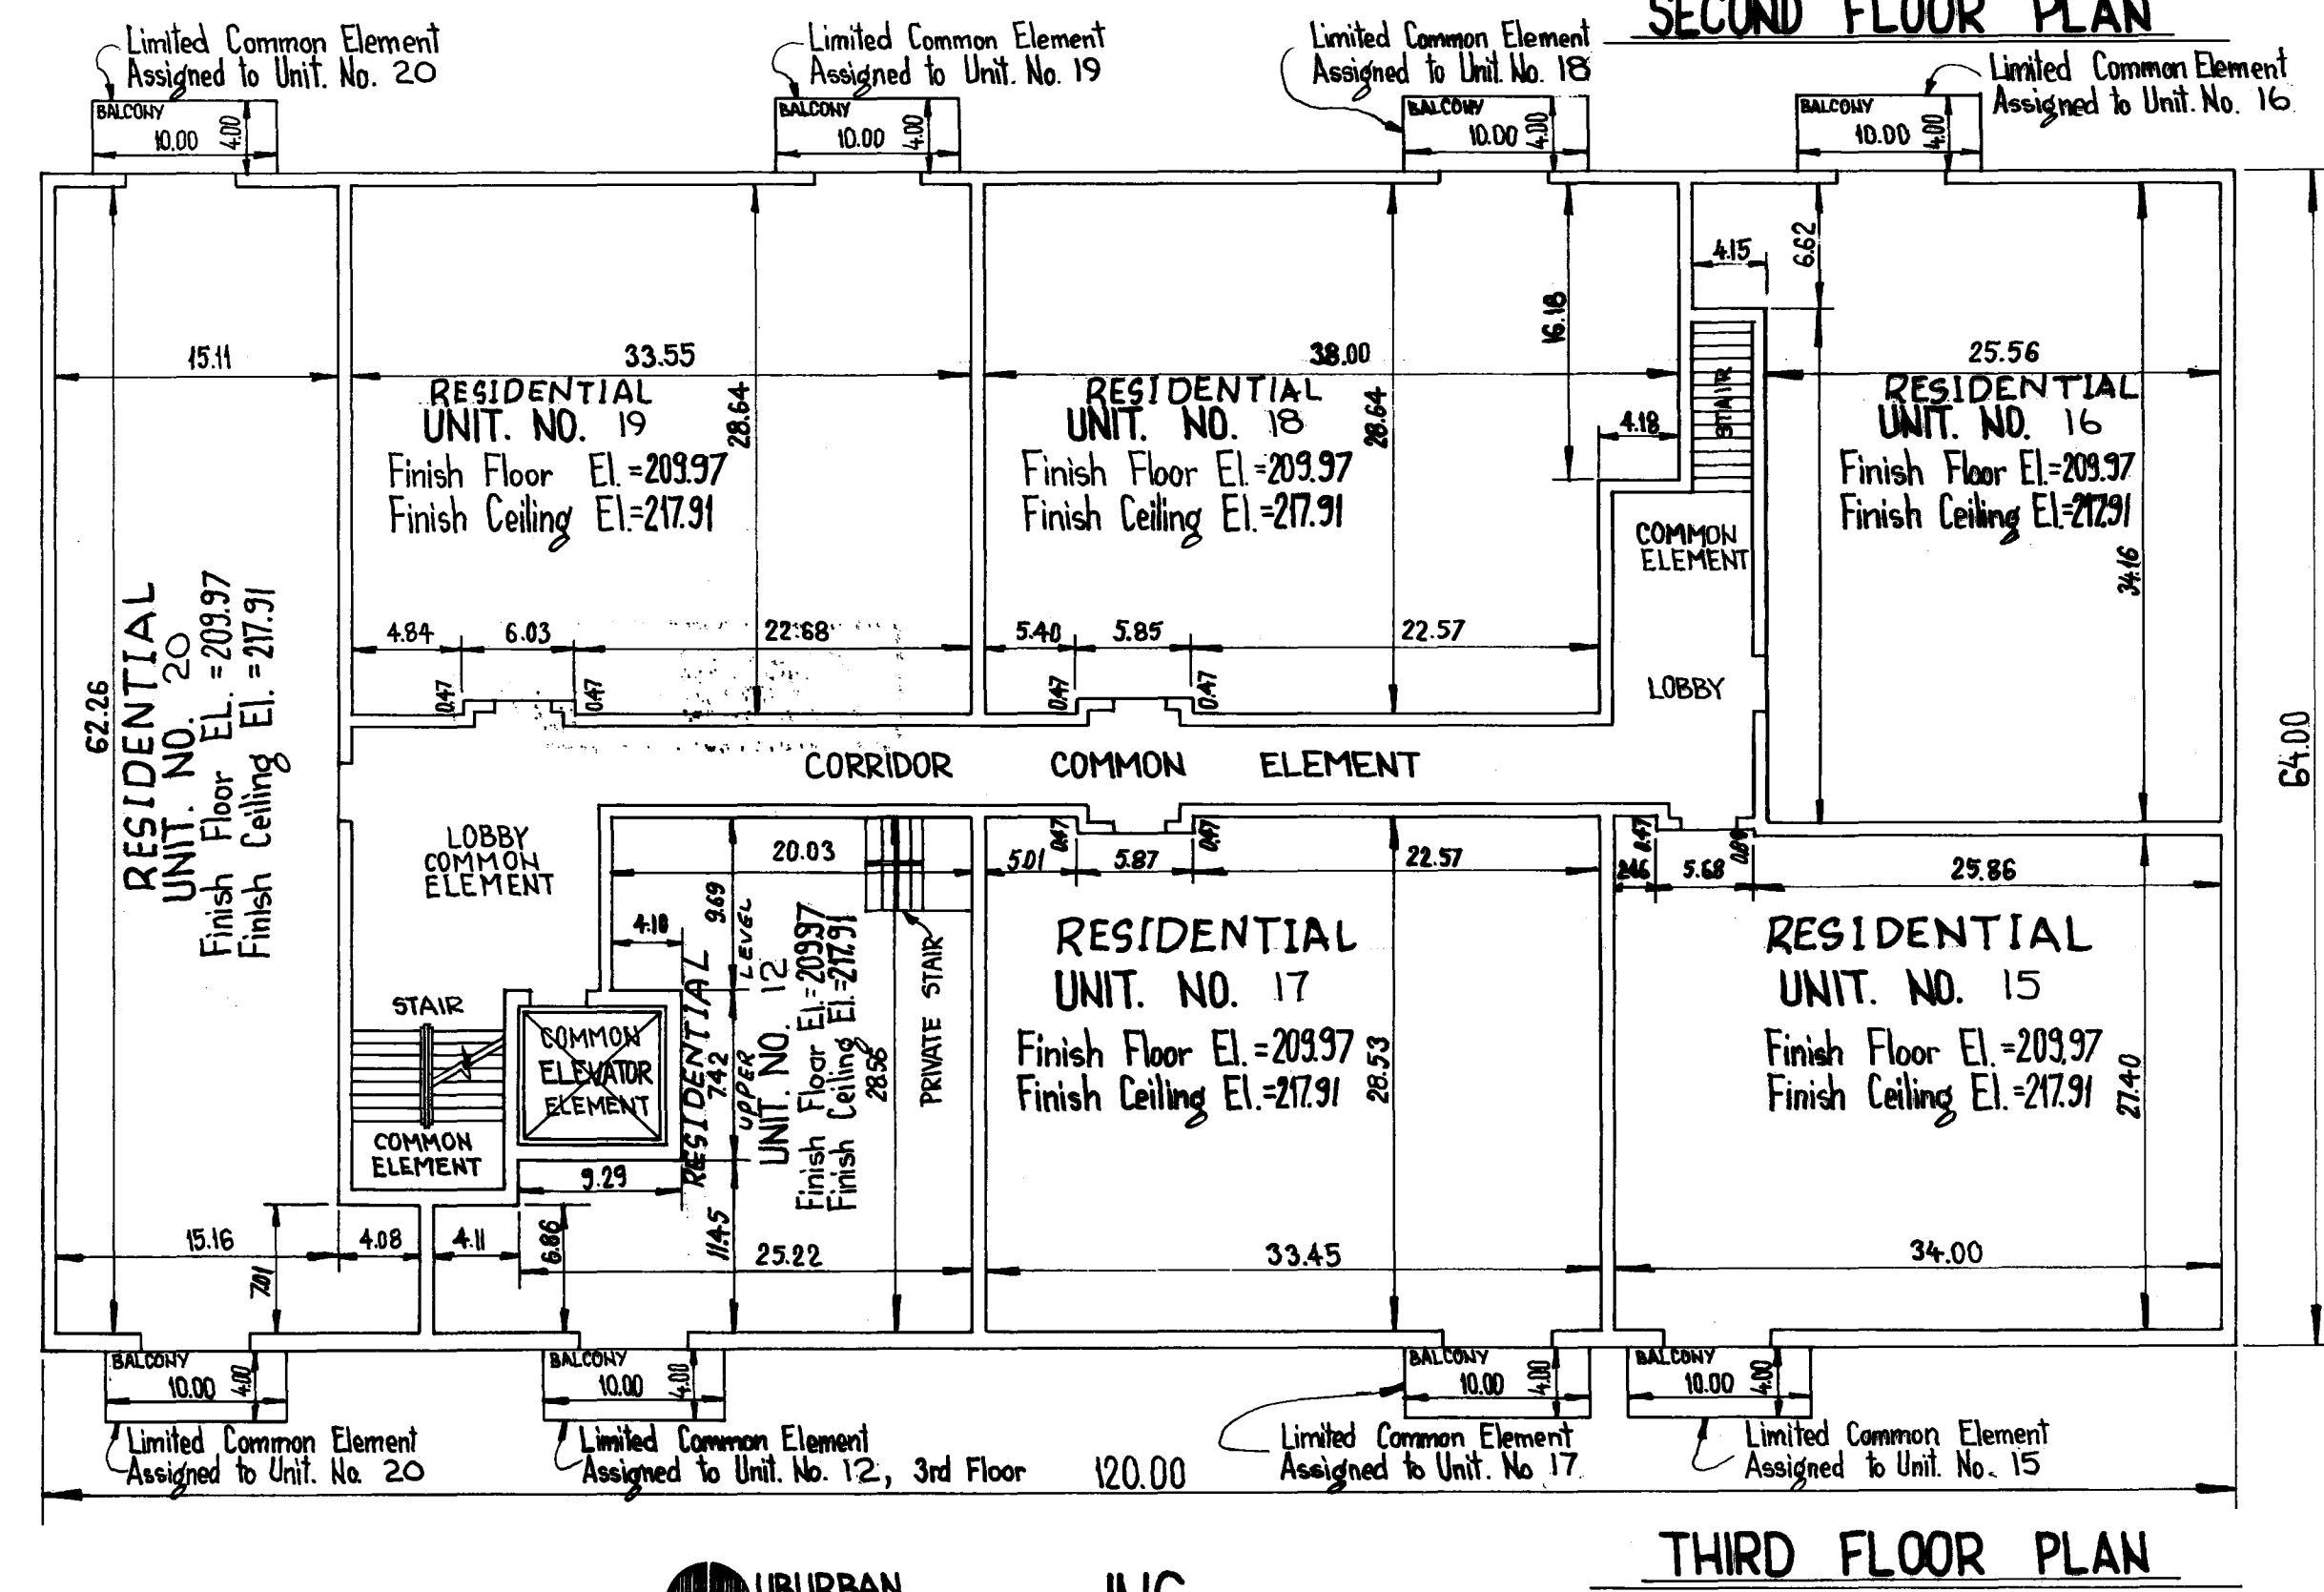 SECOND FLOOR PLAN
Limited Common Element
Assigned to Unit. No. 20
Limited Common Element
Assigned to Unit. No. 19
Limited Common Element
Assigned to Unit. No. 18
Limited Common Element
Assigned to Unit. No. 16
BALCONY
10.00
4.00
BALCONY
10.00
4.00
BALCONY
10.00
4.00
BALCONY
10.00
4.00
15.11
62.26
RESIDENTIAL
UNIT. NO. 20
Finish Floor EL. =209.97
Finish Ceiling El. =217.91
33.55
RESIDENTIAL
UNIT. NO. 19
Finish Floor El.=209.97
Finish Ceiling El.=217.91
28.64
4.84
6.03
22.68
0.47
0.47
38.00
RESIDENTIAL
UNIT. NO. 18
Finish Floor El.=209.97
Finish Ceiling El.=217.91
28.64
16.18
4.18
5.40
5.85
22.57
0.47
0.47
4.15
6.62
STAIR
COMMON
ELEMENT
LOBBY
25.56
RESIDENTIAL
UNIT. NO. 16
Finish Floor El.=209.97
Finish Ceiling El.=217.91
34.16
64.00
CORRIDOR COMMON ELEMENT
LOBBY
COMMON
ELEMENT
STAIR
COMMON
ELEMENT
COMMON
ELEVATOR
ELEMENT
20.03
4.18
9.69
7.42
11.45
RESIDENTIAL
UPPER LEVEL
UNIT. NO. 12
Finish Floor El.=209.97
Finish Ceiling El.=217.91
28.56
PRIVATE STAIR
9.29
6.86
25.22
15.16
4.08
4.11
7.01
5.01
0.47
5.87
0.47
22.57
RESIDENTIAL
UNIT. NO. 17
Finish Floor El.=209.97
Finish Ceiling El.=217.91
28.53
33.45
2.46
0.47
5.68
25.86
RESIDENTIAL
UNIT. NO. 15
Finish Floor El.=209.97
Finish Ceiling El.=217.91
27.40
34.00
BALCONY
10.00
4.00
BALCONY
10.00
4.00
BALCONY
10.00
4.00
BALCONY
10.00
4.00
Limited Common Element
Assigned to Unit. No. 20
Limited Common Element
Assigned to Unit. No. 12, 3rd Floor
Limited Common Element
Assigned to Unit. No 17
Limited Common Element
Assigned to Unit. No. 15
120.00
THIRD FLOOR PLAN
UBURBAN
INC